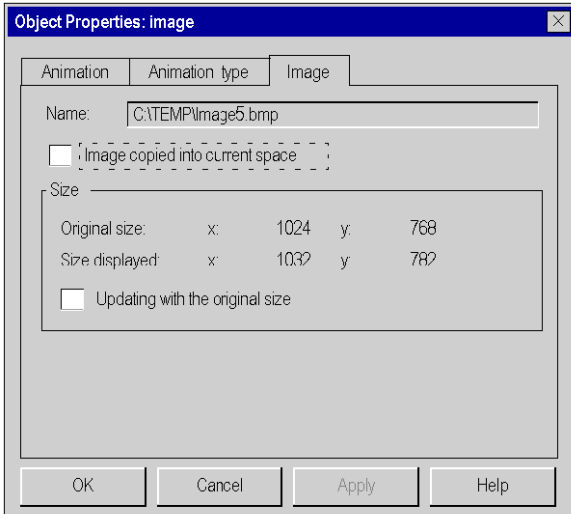 Object Properties: image
Animation Animation type Image
Name: C:\TEMP\Image5.bmp
Image copied into current space
Size
Original size: x: 1024 y: 768
Size displayed: x: 1032 y: 782
Updating with the original size
OK Cancel Apply Help